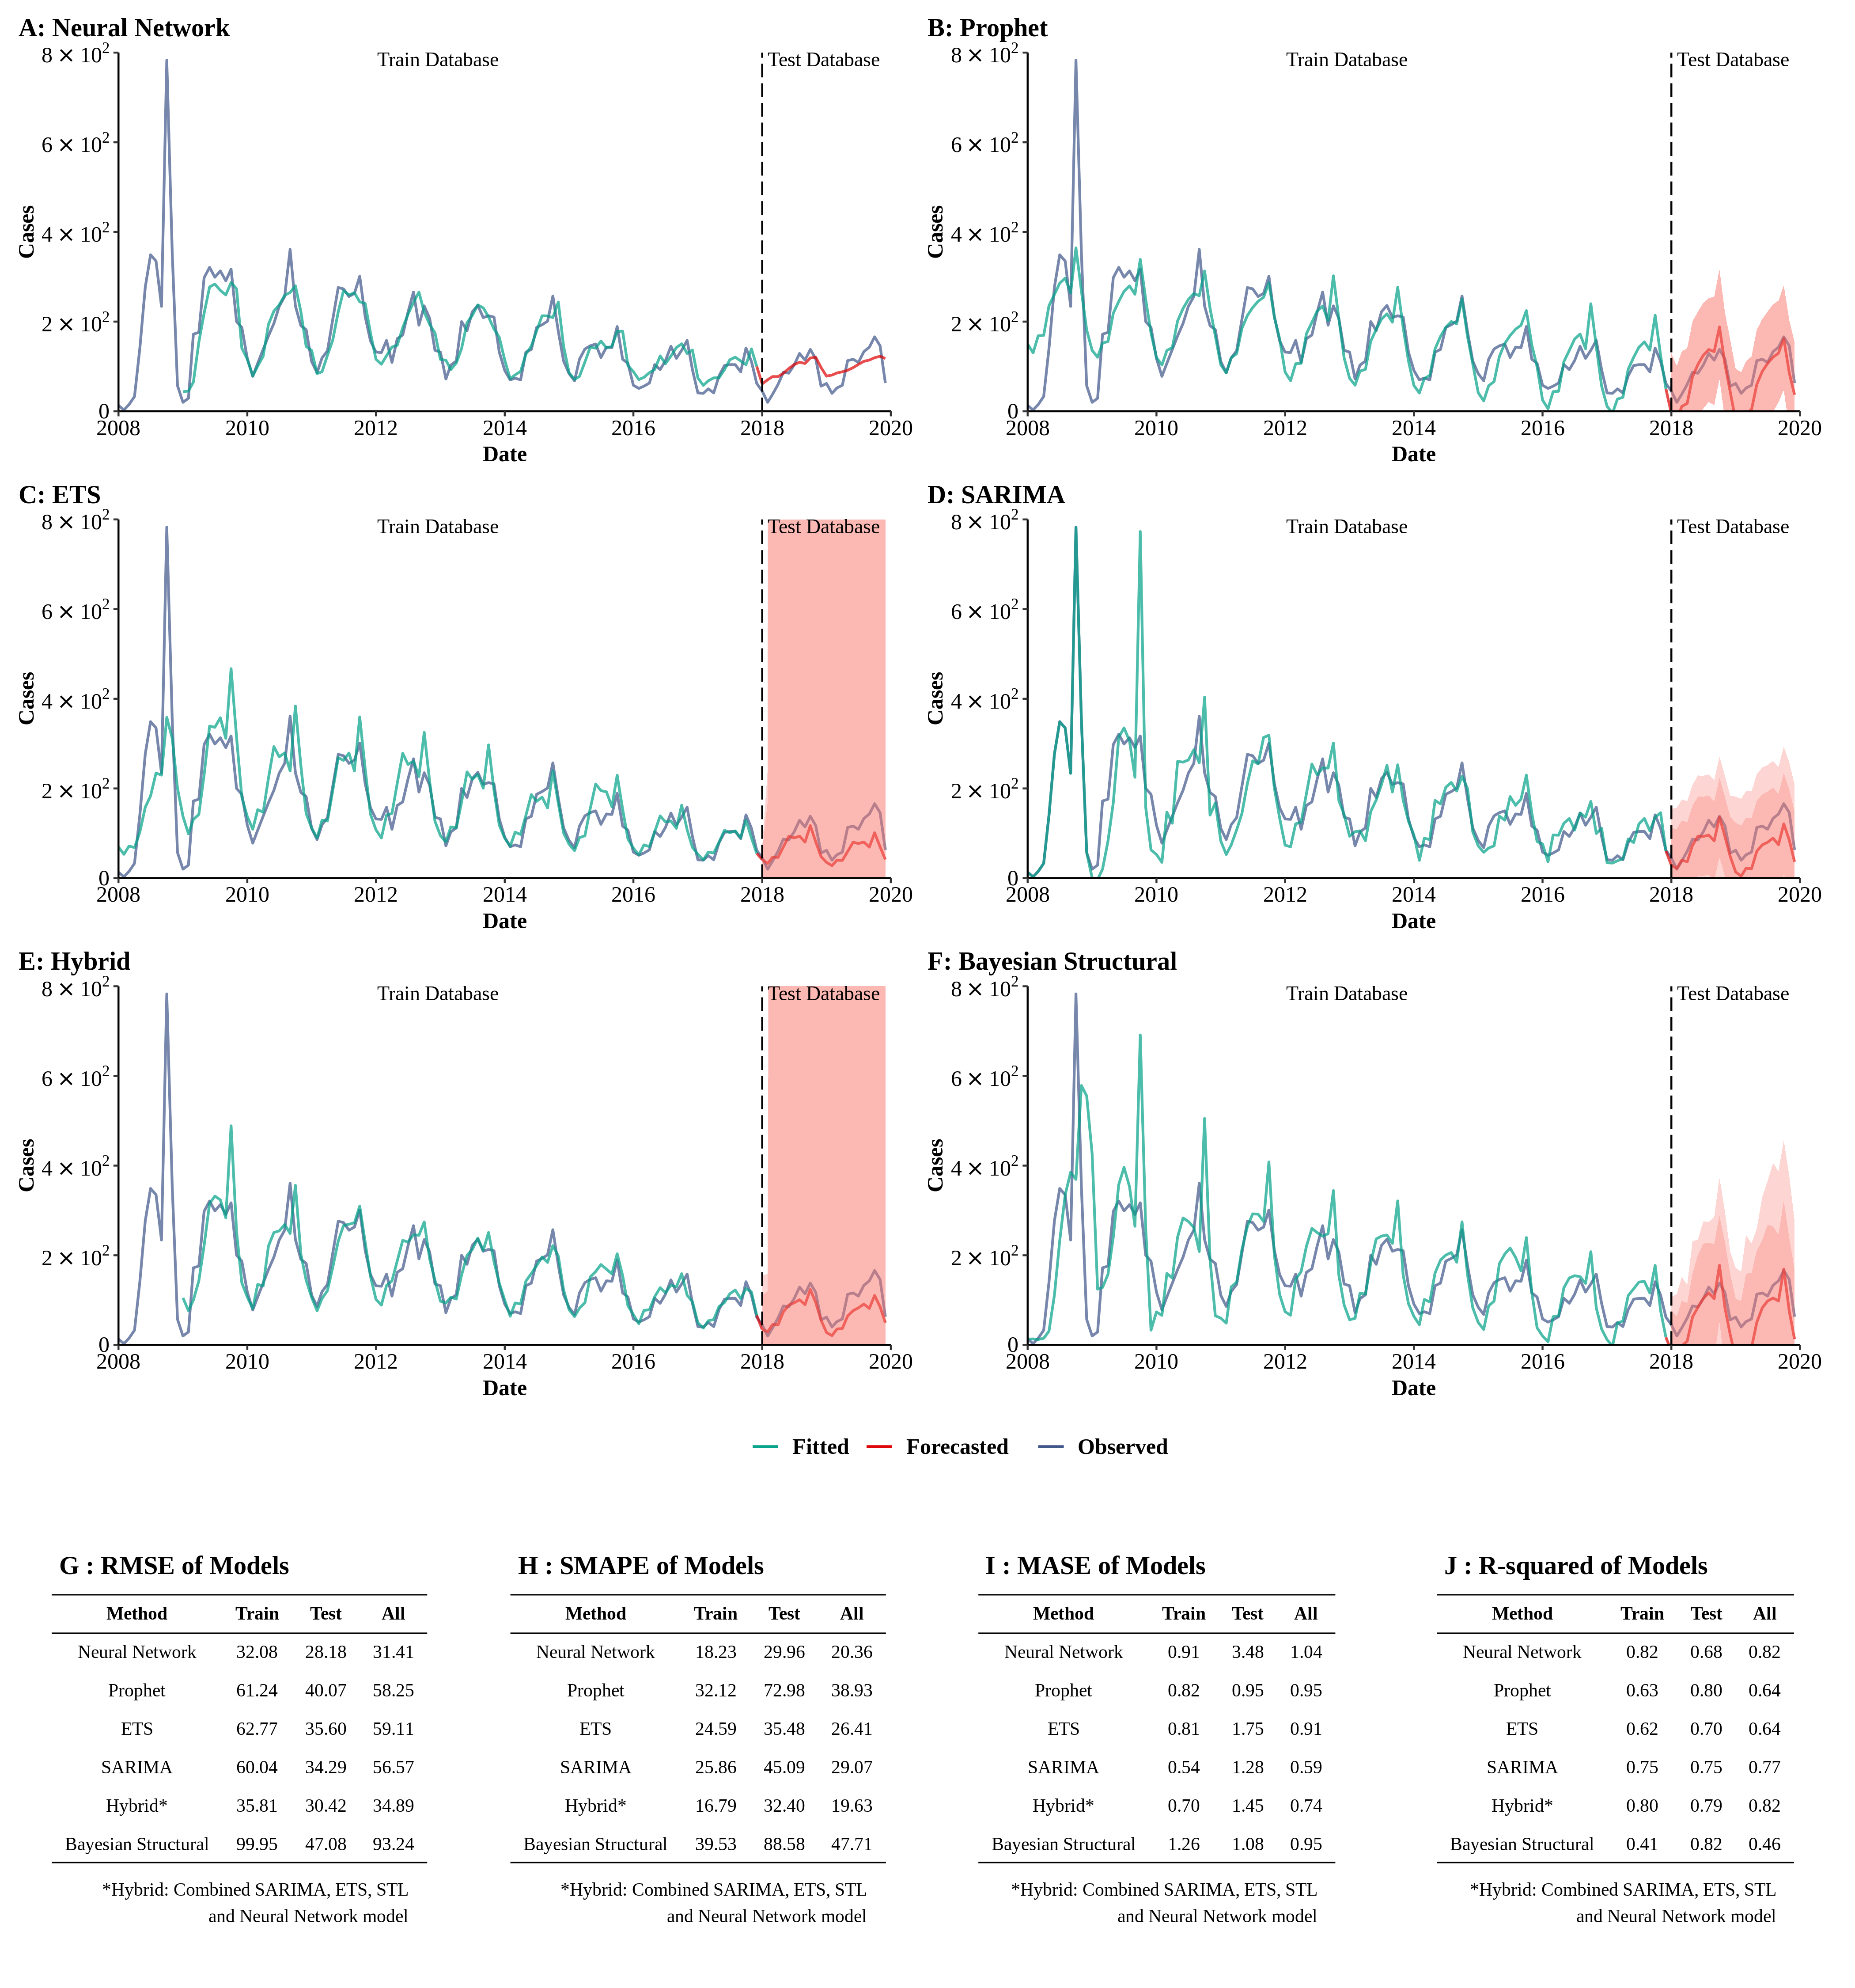 A: Neural Network
8 × 10²
6 × 10²
4 × 10²
2 × 10²
0
Cases
Train Database
Test Database
2008 2010 2012 2014 2016 2018 2020
Date
B: Prophet
8 × 10²
6 × 10²
4 × 10²
2 × 10²
0
Cases
Train Database
Test Database
2008 2010 2012 2014 2016 2018 2020
Date
C: ETS
8 × 10²
6 × 10²
4 × 10²
2 × 10²
0
Cases
Train Database
Test Database
2008 2010 2012 2014 2016 2018 2020
Date
D: SARIMA
8 × 10²
6 × 10²
4 × 10²
2 × 10²
0
Cases
Train Database
Test Database
2008 2010 2012 2014 2016 2018 2020
Date
E: Hybrid
8 × 10²
6 × 10²
4 × 10²
2 × 10²
0
Cases
Train Database
Test Database
2008 2010 2012 2014 2016 2018 2020
Date
F: Bayesian Structural
8 × 10²
6 × 10²
4 × 10²
2 × 10²
0
Cases
Train Database
Test Database
2008 2010 2012 2014 2016 2018 2020
Date
Fitted Forecasted Observed
G : RMSE of Models
Method Train Test All
Neural Network 32.08 28.18 31.41
Prophet 61.24 40.07 58.25
ETS 62.77 35.60 59.11
SARIMA 60.04 34.29 56.57
Hybrid* 35.81 30.42 34.89
Bayesian Structural 99.95 47.08 93.24
*Hybrid: Combined SARIMA, ETS, STL
and Neural Network model
H : SMAPE of Models
Method Train Test All
Neural Network 18.23 29.96 20.36
Prophet 32.12 72.98 38.93
ETS 24.59 35.48 26.41
SARIMA 25.86 45.09 29.07
Hybrid* 16.79 32.40 19.63
Bayesian Structural 39.53 88.58 47.71
*Hybrid: Combined SARIMA, ETS, STL
and Neural Network model
I : MASE of Models
Method Train Test All
Neural Network 0.91 3.48 1.04
Prophet 0.82 0.95 0.95
ETS 0.81 1.75 0.91
SARIMA 0.54 1.28 0.59
Hybrid* 0.70 1.45 0.74
Bayesian Structural 1.26 1.08 0.95
*Hybrid: Combined SARIMA, ETS, STL
and Neural Network model
J : R-squared of Models
Method Train Test All
Neural Network 0.82 0.68 0.82
Prophet 0.63 0.80 0.64
ETS 0.62 0.70 0.64
SARIMA 0.75 0.75 0.77
Hybrid* 0.80 0.79 0.82
Bayesian Structural 0.41 0.82 0.46
*Hybrid: Combined SARIMA, ETS, STL
and Neural Network model